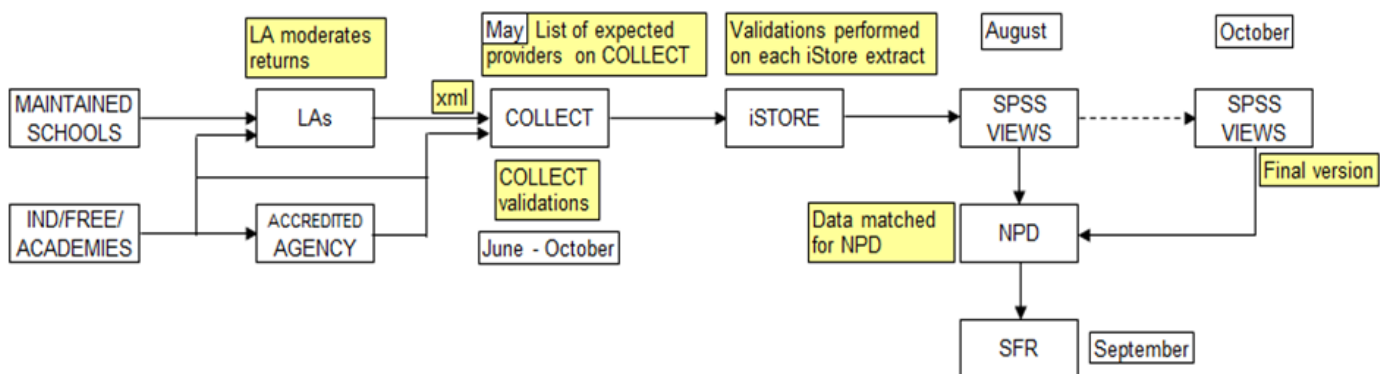 LA moderates
returns
May List of expected
providers on COLLECT
Validations performed
on each iStore extract
August
October
MAINTAINED
SCHOOLS
LAs
xml
COLLECT
iSTORE
SPSS
VIEWS
SPSS
VIEWS
COLLECT
validations
Final version
IND/FREE/
ACADEMIES
ACCREDITED
AGENCY
June - October
Data matched
for NPD
NPD
SFR
September